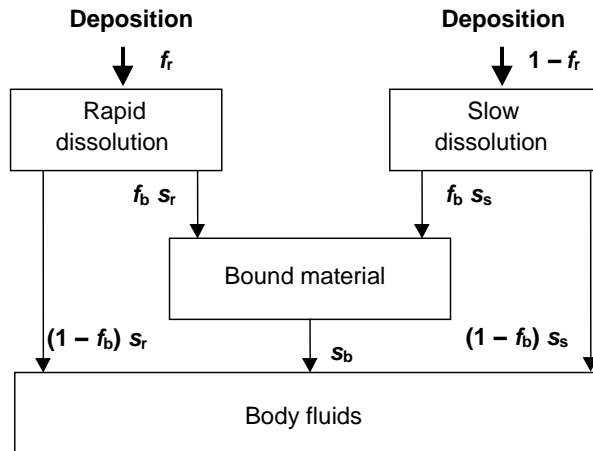 Deposition
Deposition
fr
1 – fr
Rapid
dissolution
Slow
dissolution
fb sr
fb ss
Bound material
(1 – fb) sr
sb
(1 – fb) ss
Body fluids